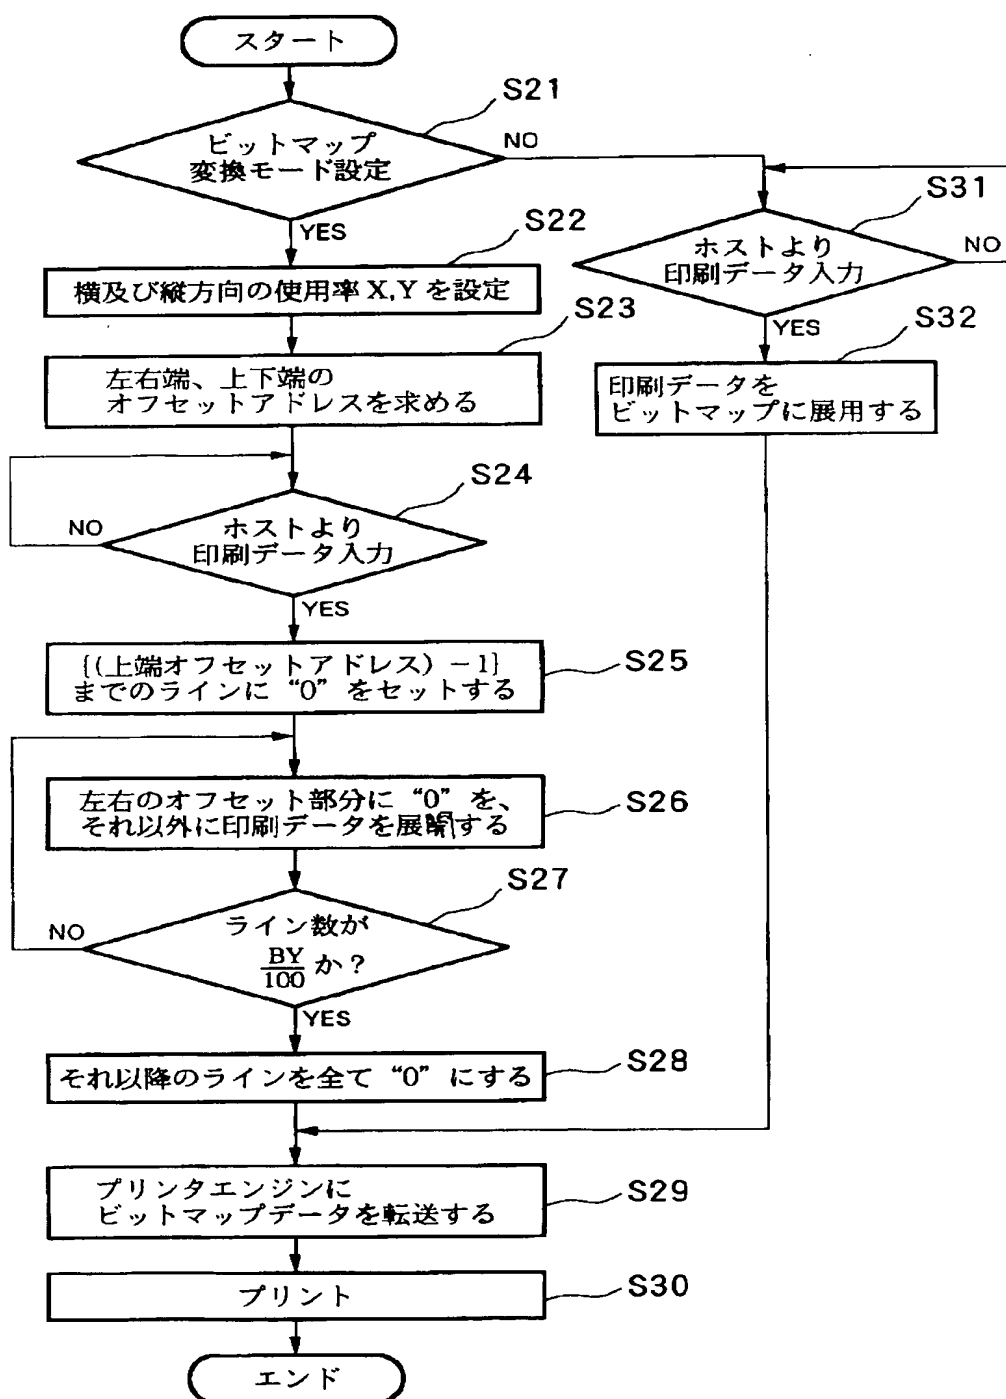 スタート
S21
ビットマップ
変換モード設定
NO
YES
S22
横及び縦方向の使用率 X,Y を設定
S23
左右端、上下端の
オフセットアドレスを求める
S24
ホストより
印刷データ入力
NO
YES
{(上端オフセットアドレス) −1}
までのラインに “0” をセットする
S25
左右のオフセット部分に “0” を、
それ以外に印刷データを展開する
S26
S27
ライン数が
BY
100
か?
NO
YES
それ以降のラインを全て “0” にする
S28
プリンタエンジンに
ビットマップデータを転送する
S29
プリント
S30
エンド
S31
ホストより
印刷データ入力
NO
YES
S32
印刷データを
ビットマップに展用する